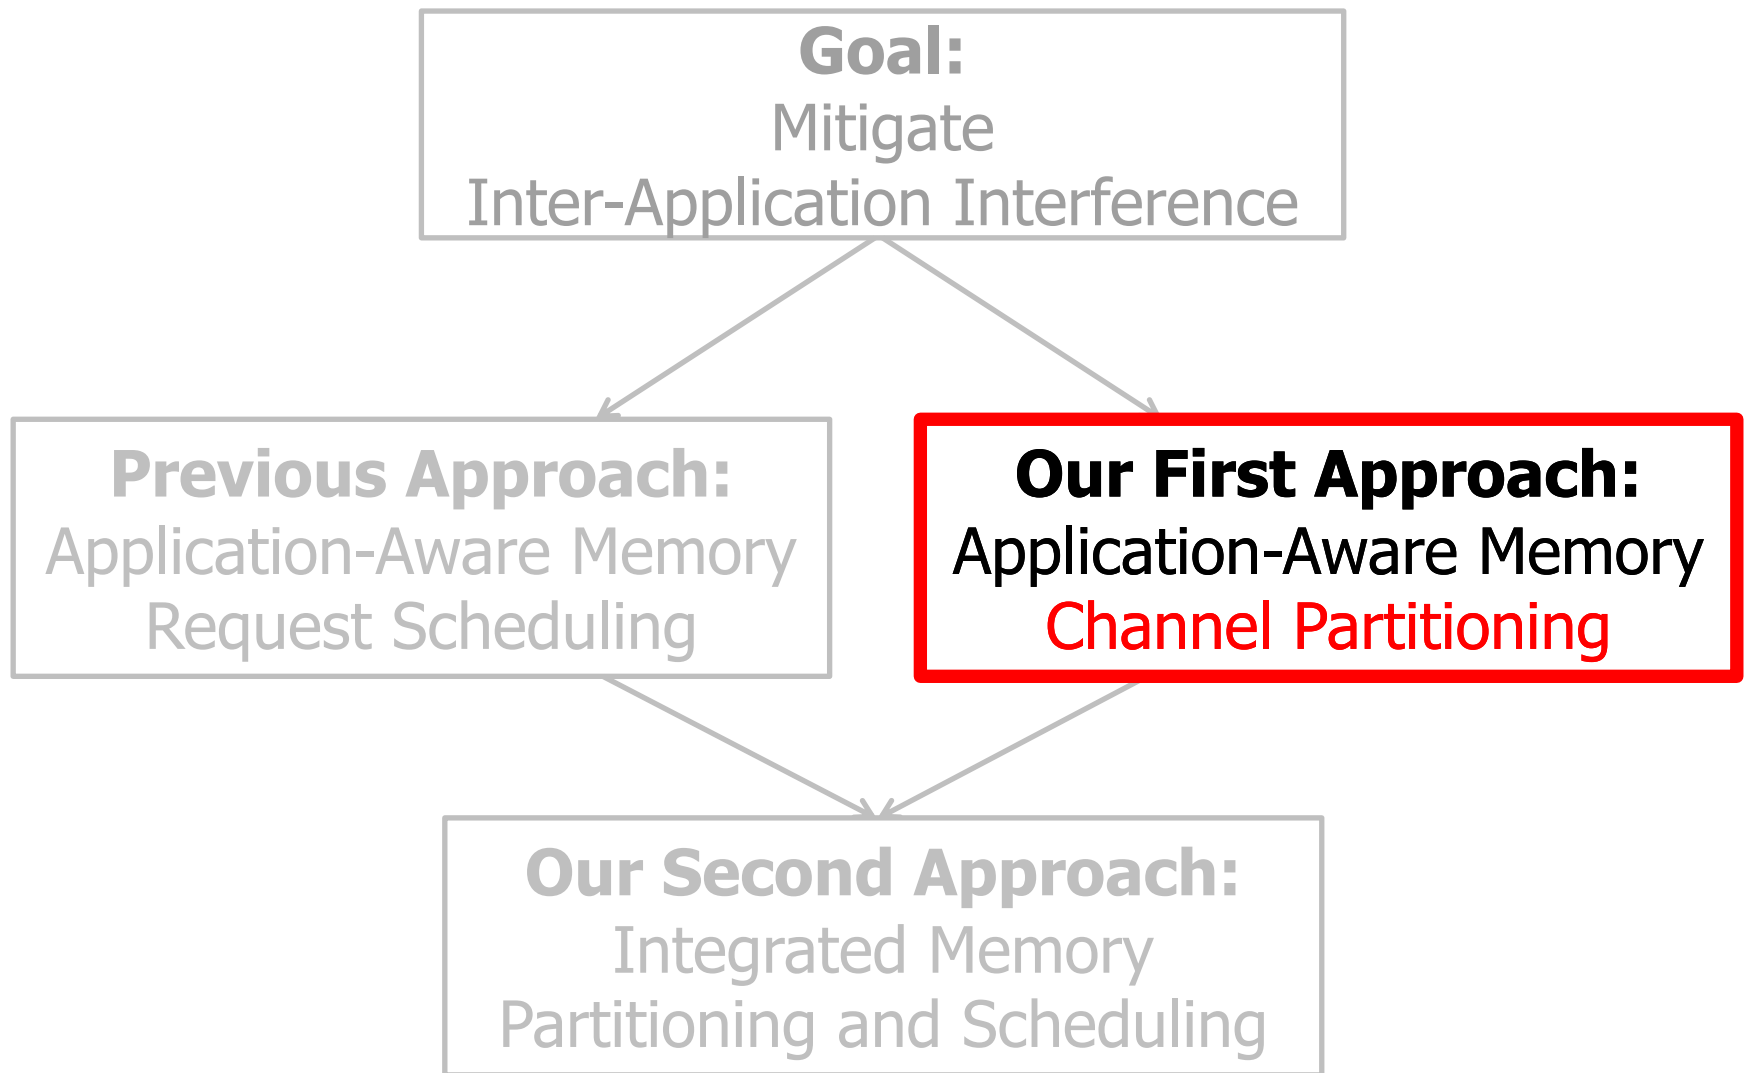 Goal:
Mitigate
Inter-Application Interference
Previous Approach:
Application-Aware Memory
Request Scheduling
Our First Approach:
Application-Aware Memory
Channel Partitioning
Our Second Approach:
Integrated Memory
Partitioning and Scheduling